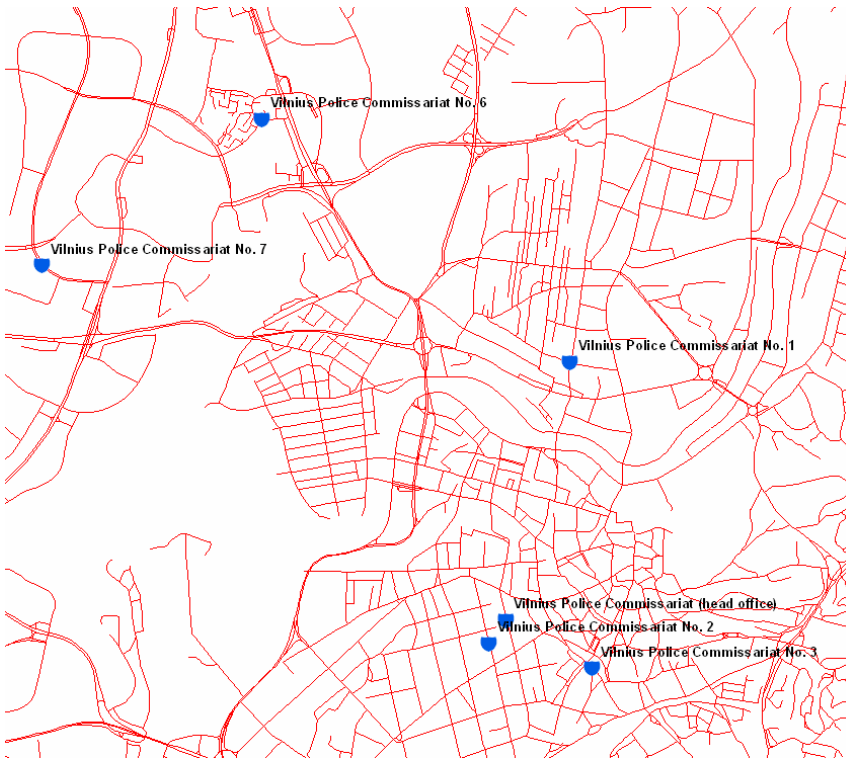 Vilnius Police Commissariat No. 6
Vilnius Police Commissariat No. 7
Vilnius Police Commissariat No. 1
Vilnius Police Commissariat (head office)
Vilnius Police Commissariat No. 2
Vilnius Police Commissariat No. 3